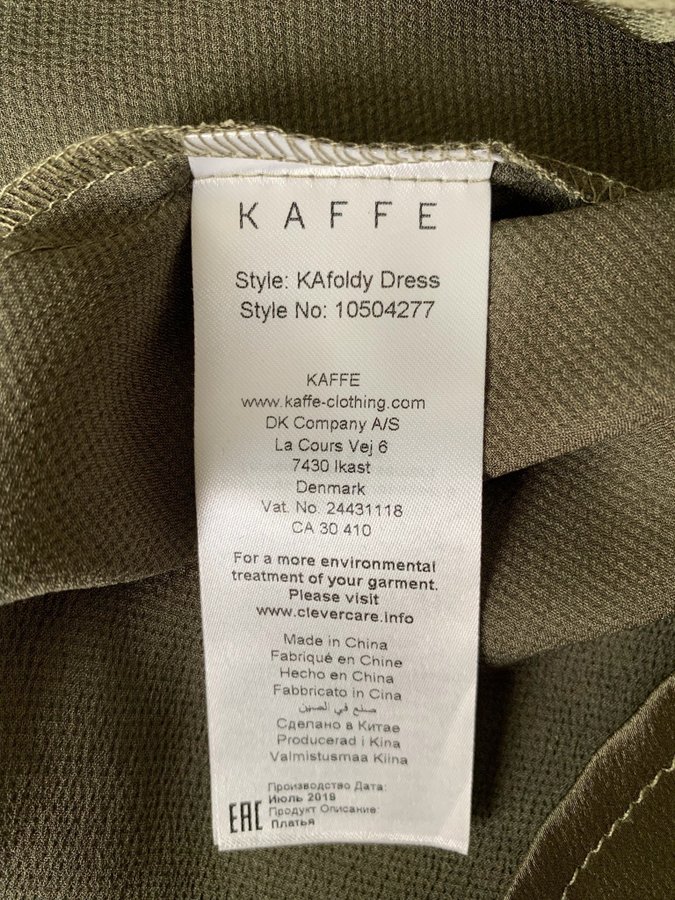 KAFFE
Style: KAfoldy Dress
Style No: 10504277
KAFFE
www.kaffe-clothing.com
DK Company A/S
La Cours Vej 6
7430 Ikast
Denmark
Vat. No. 24431118
CA 30 410
For a more environmental
treatment of your garment.
Please visit
www.clevercare.info
Made in China
Fabriqué en Chine
Hecho en China
Fabbricato in Cina
صنع في الصين
Сделано в Китае
Producerad i Kina
Valmistusmaa Kiina
Производство Дата:
Июль 2018
Продукт Описание:
Платья
EAC